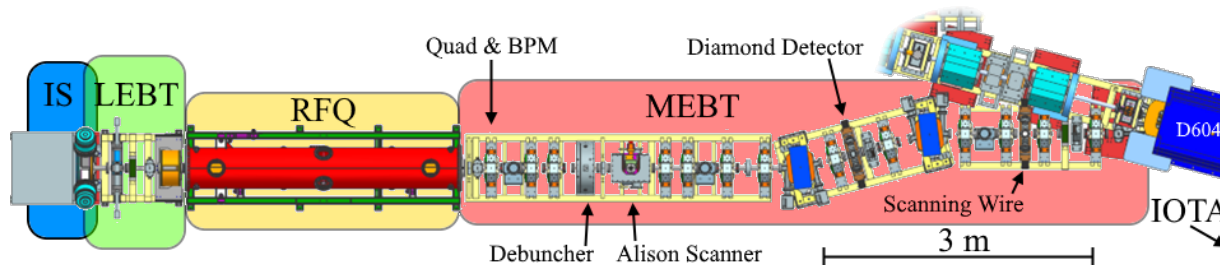 Quad & BPM
Diamond Detector
IS
LEBT
RFQ
MEBT
D604
Scanning Wire
IOTA
Debuncher
Alison Scanner
3 m